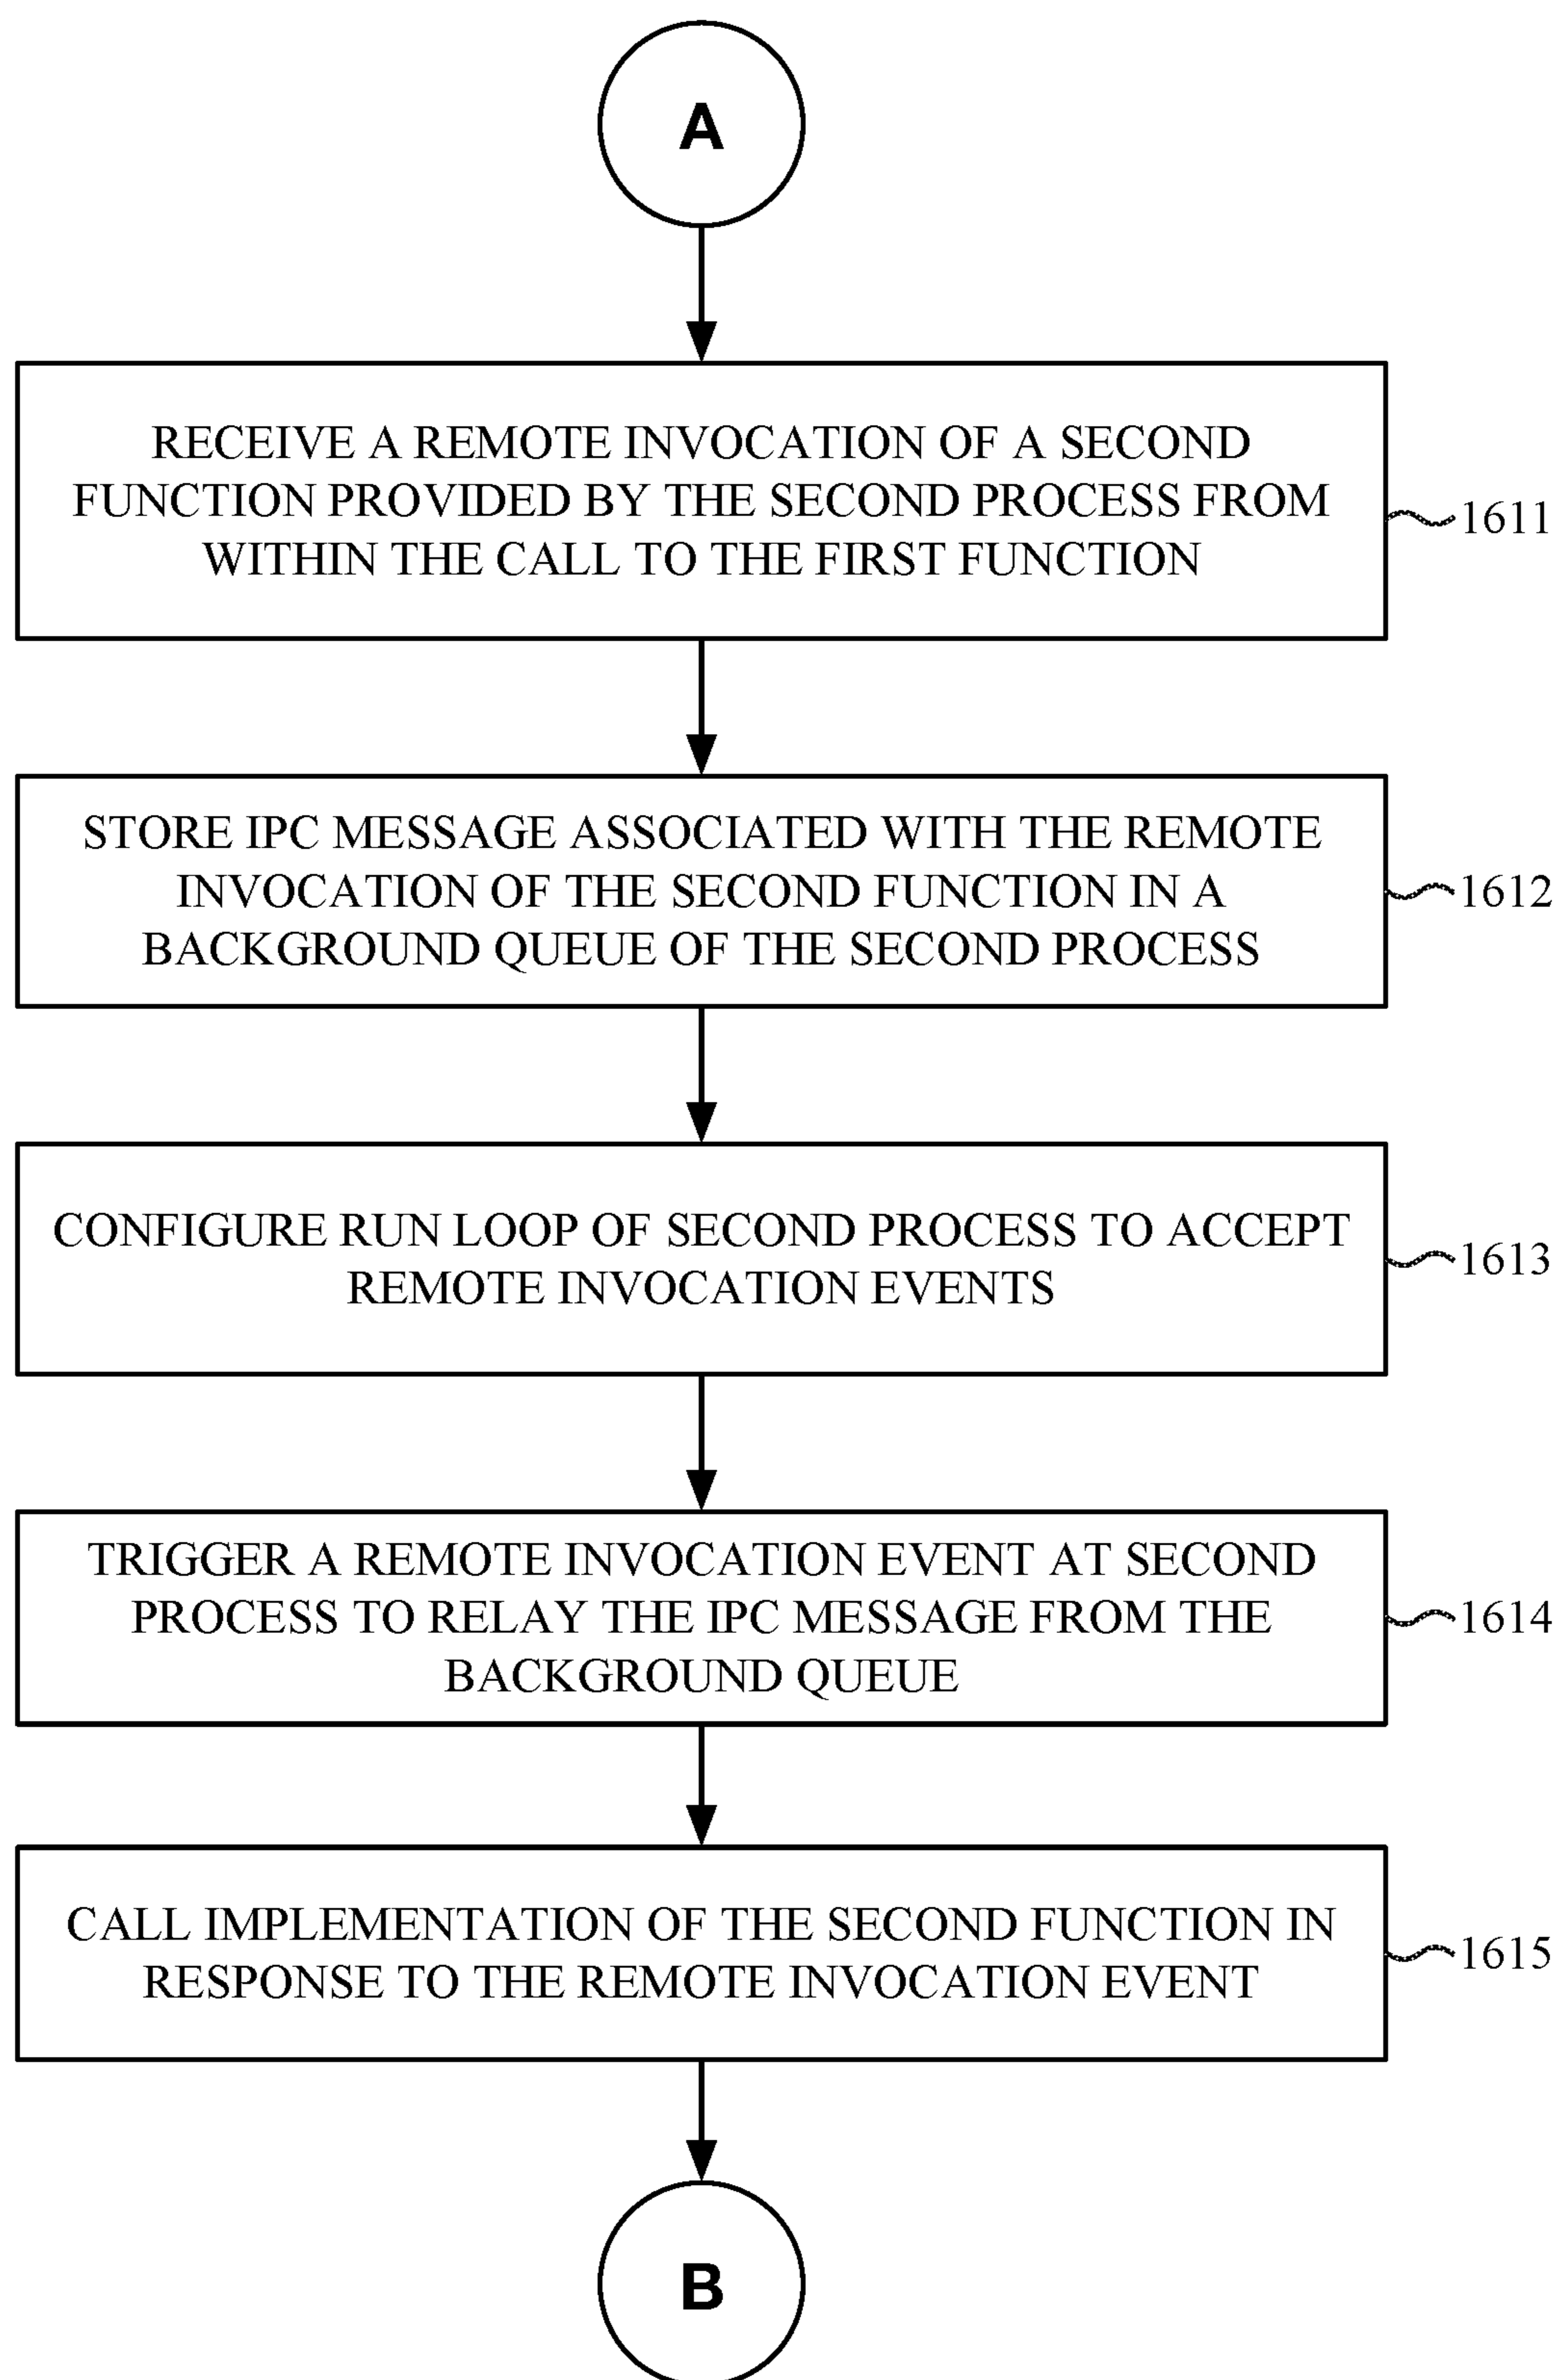 A
RECEIVE A REMOTE INVOCATION OF A SECOND
FUNCTION PROVIDED BY THE SECOND PROCESS FROM
WITHIN THE CALL TO THE FIRST FUNCTION
1611
STORE IPC MESSAGE ASSOCIATED WITH THE REMOTE
INVOCATION OF THE SECOND FUNCTION IN A
BACKGROUND QUEUE OF THE SECOND PROCESS
1612
CONFIGURE RUN LOOP OF SECOND PROCESS TO ACCEPT
REMOTE INVOCATION EVENTS
1613
TRIGGER A REMOTE INVOCATION EVENT AT SECOND
PROCESS TO RELAY THE IPC MESSAGE FROM THE
BACKGROUND QUEUE
1614
CALL IMPLEMENTATION OF THE SECOND FUNCTION IN
RESPONSE TO THE REMOTE INVOCATION EVENT
1615
B